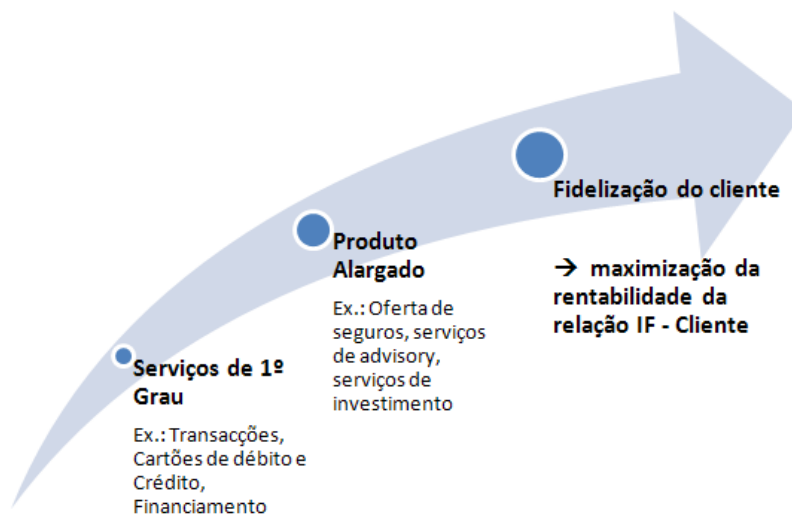 Fidelização do cliente
→ maximização da
rentabilidade da
relação IF - Cliente
Produto
Alargado
Ex.: Oferta de
seguros, serviços
de advisory,
serviços de
investimento
Serviços de 1º
Grau
Ex.: Transacções,
Cartões de débito e
Crédito,
Financiamento